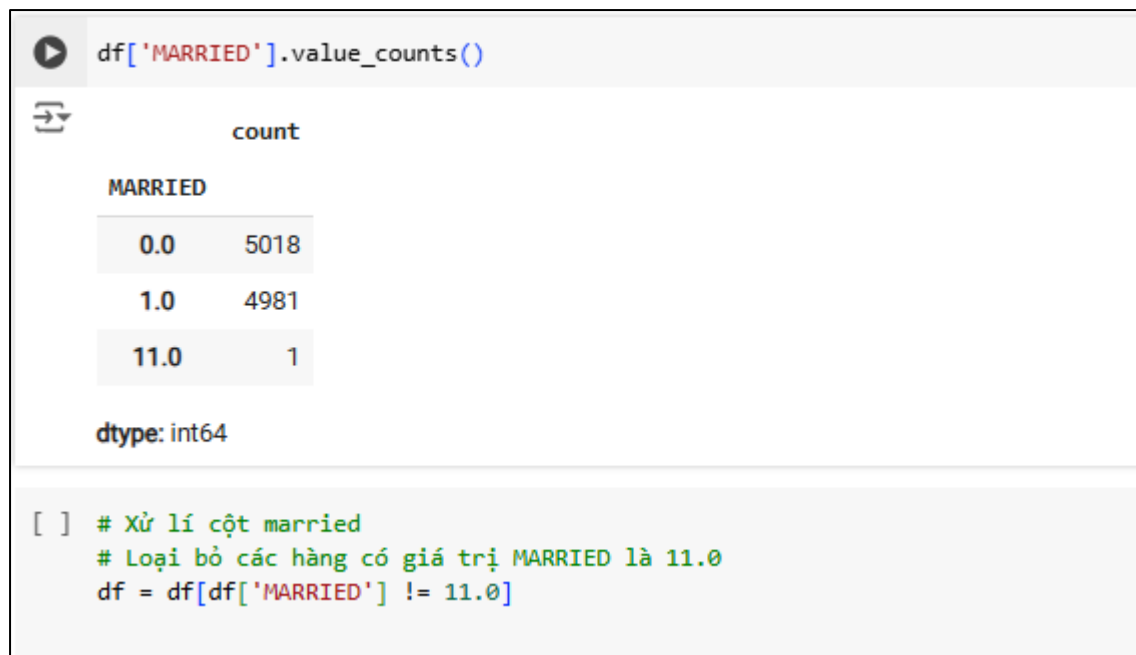 df['MARRIED'].value_counts()
count
MARRIED
0.0 5018
1.0 4981
11.0 1
dtype: int64
[ ] # Xử lí cột married
# Loại bỏ các hàng có giá trị MARRIED là 11.0
df = df[df['MARRIED'] != 11.0]